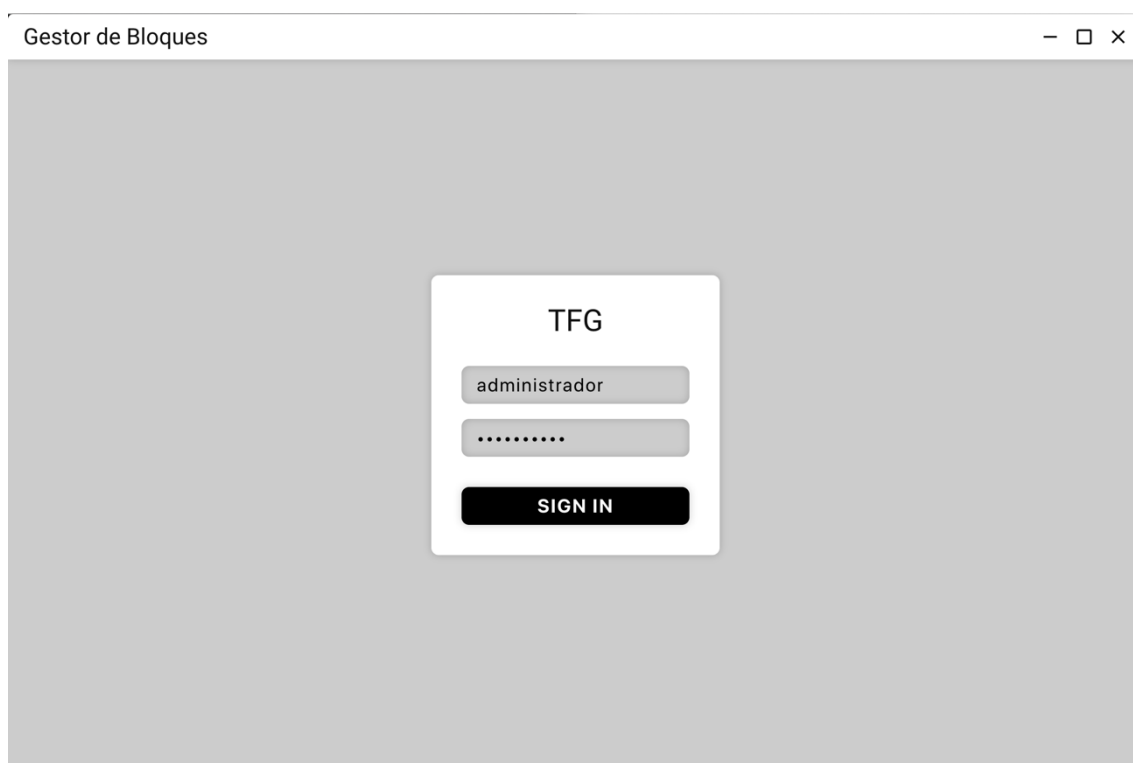 Gestor de Bloques
TFG
administrador
••••••••••
SIGN IN